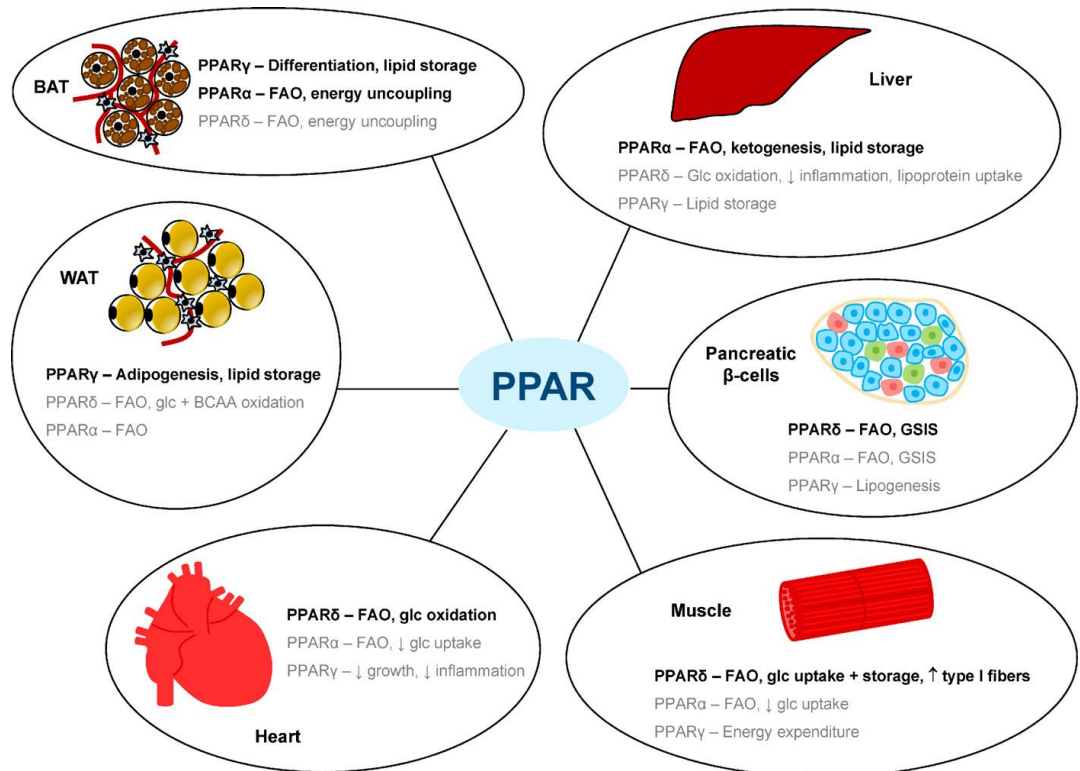 BAT
PPARγ – Differentiation, lipid storage
PPARα – FAO, energy uncoupling
PPARδ – FAO, energy uncoupling
Liver
PPARα – FAO, ketogenesis, lipid storage
PPARδ – Glc oxidation, ↓ inflammation, lipoprotein uptake
PPARγ – Lipid storage
WAT
PPARγ – Adipogenesis, lipid storage
PPARδ – FAO, glc + BCAA oxidation
PPARα – FAO
PPAR
Pancreatic
β-cells
PPARδ – FAO, GSIS
PPARα – FAO, GSIS
PPARγ – Lipogenesis
PPARδ – FAO, glc oxidation
PPARα – FAO, ↓ glc uptake
PPARγ – ↓ growth, ↓ inflammation
Heart
Muscle
PPARδ – FAO, glc uptake + storage, ↑ type I fibers
PPARα – FAO, ↓ glc uptake
PPARγ – Energy expenditure